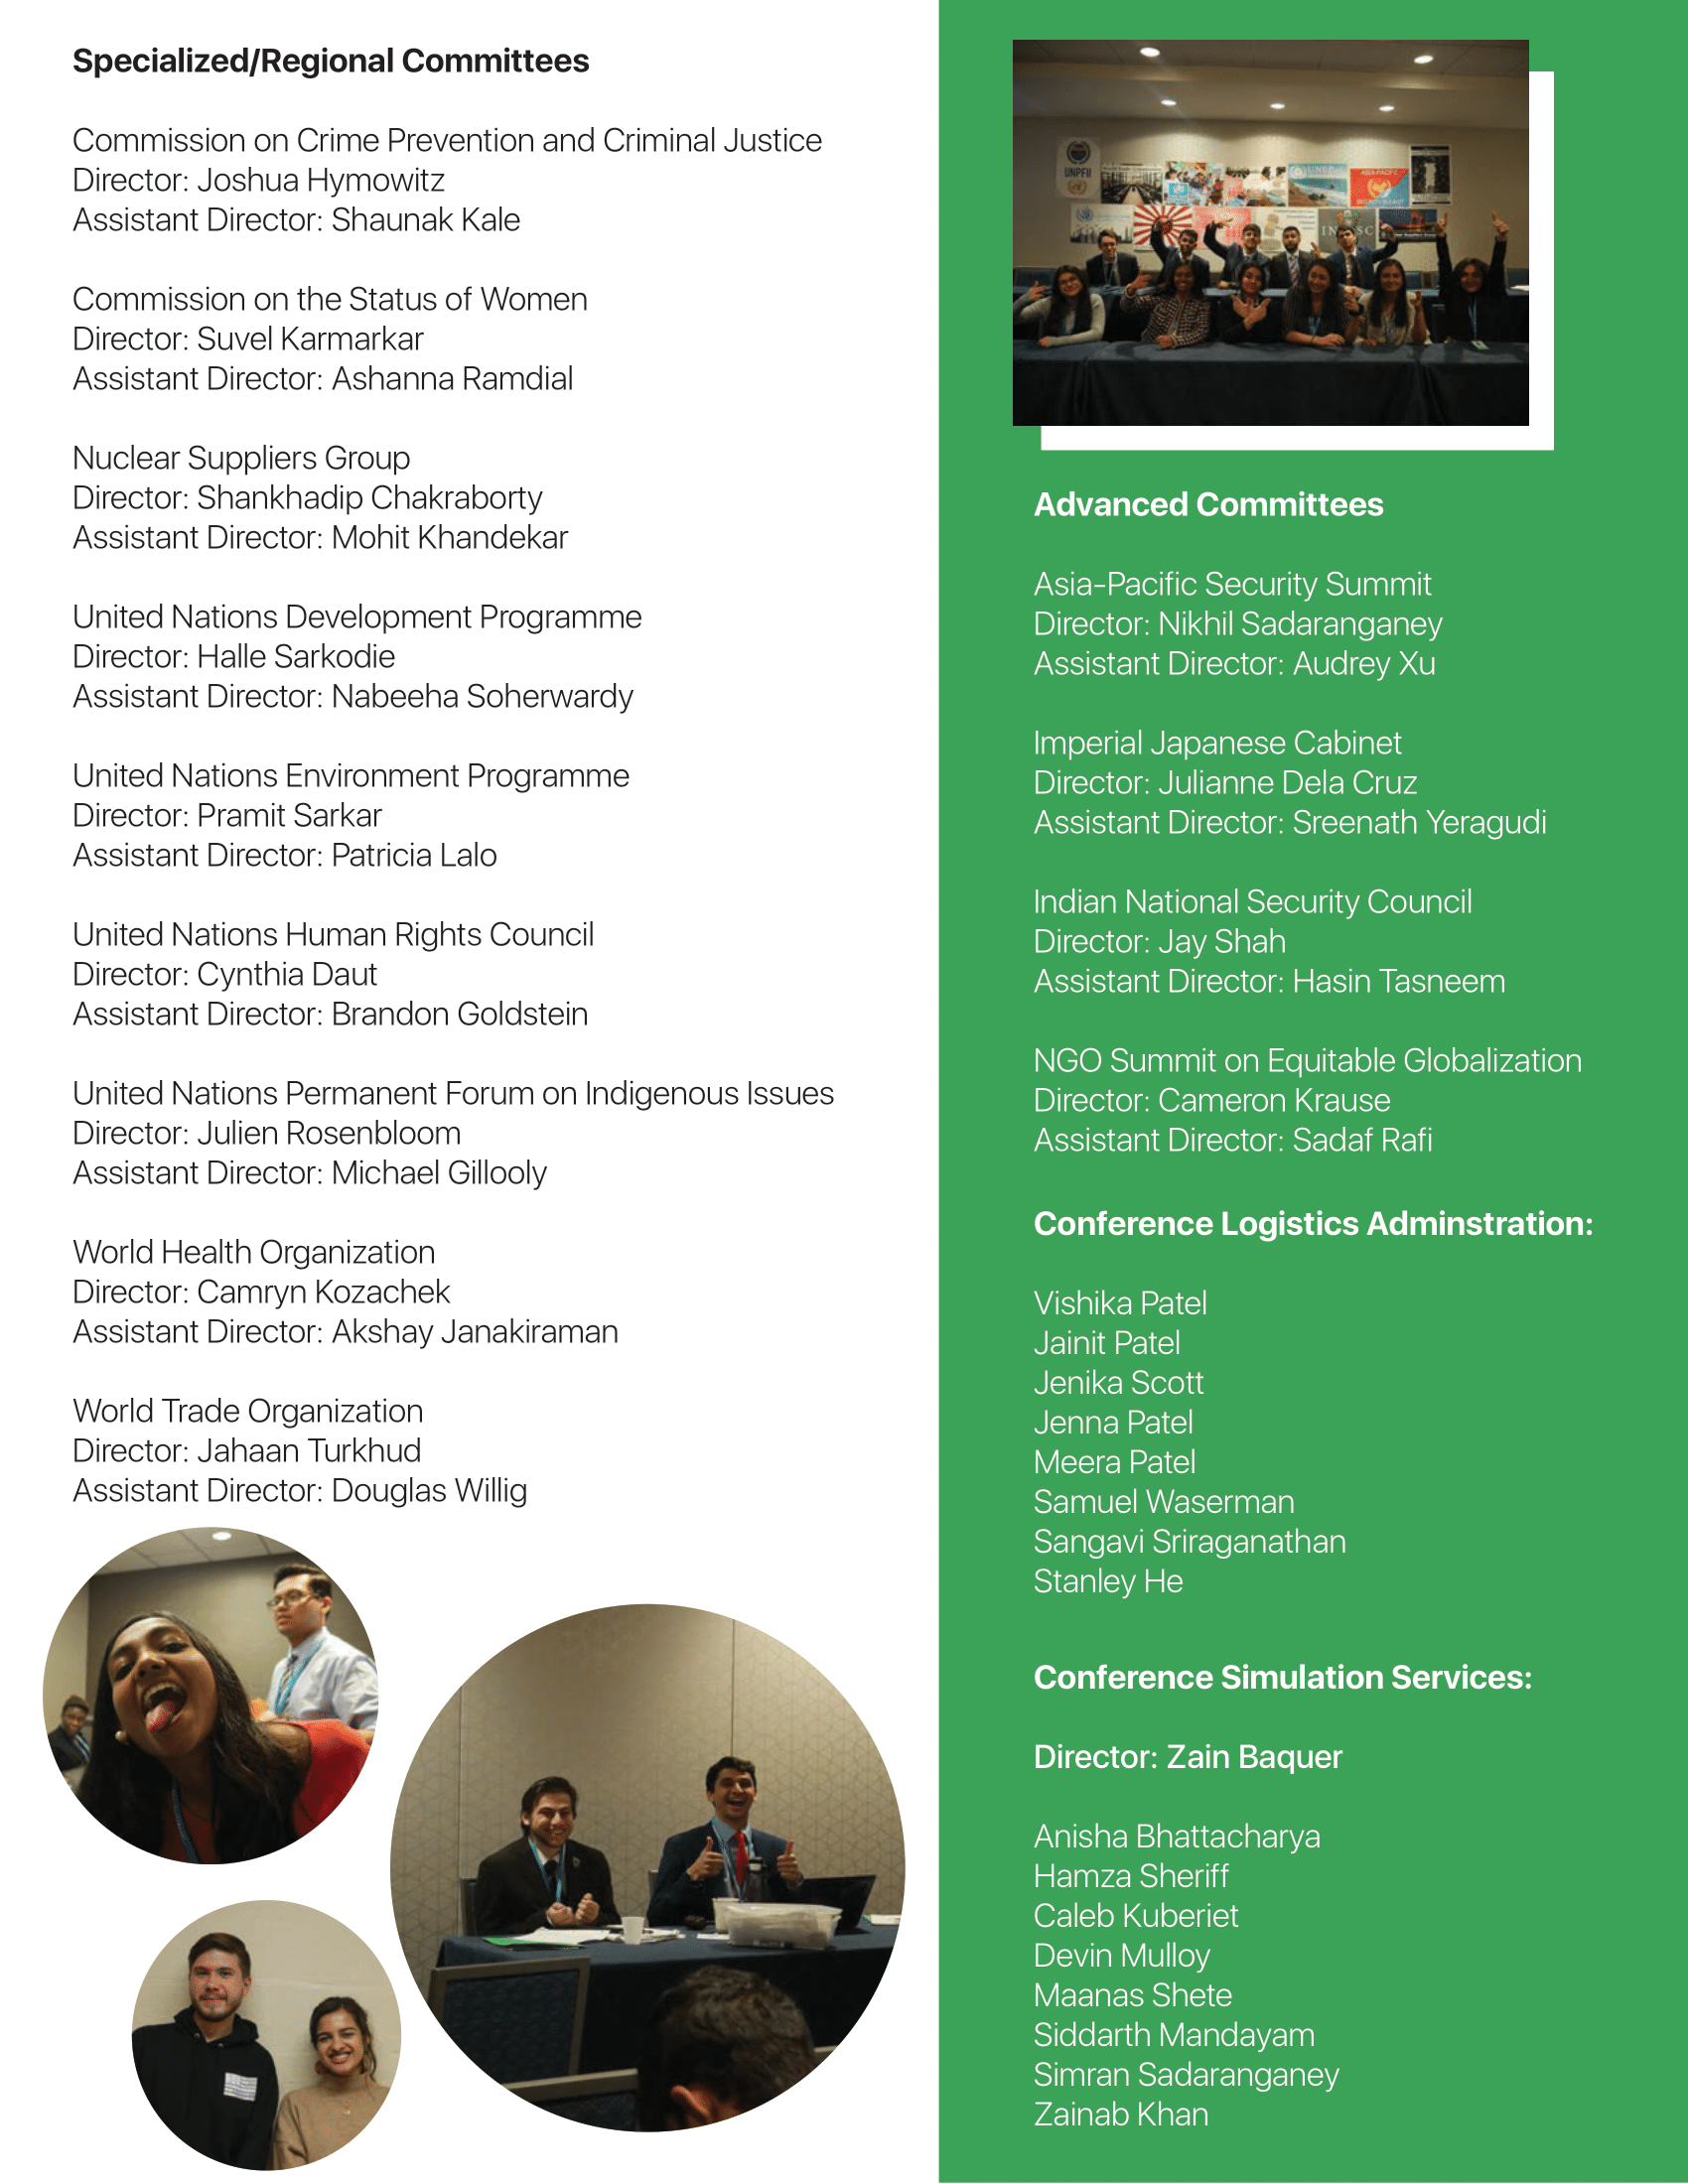 Specialized/Regional Committees
Commission on Crime Prevention and Criminal Justice
Director: Joshua Hymowitz
Assistant Director: Shaunak Kale
Commission on the Status of Women
Director: Suvel Karmarkar
Assistant Director: Ashanna Ramdial
Nuclear Suppliers Group
Director: Shankhadip Chakraborty
Assistant Director: Mohit Khandekar
United Nations Development Programme
Director: Halle Sarkodie
Assistant Director: Nabeeha Soherwardy
United Nations Environment Programme
Director: Pramit Sarkar
Assistant Director: Patricia Lalo
United Nations Human Rights Council
Director: Cynthia Daut
Assistant Director: Brandon Goldstein
United Nations Permanent Forum on Indigenous Issues
Director: Julien Rosenbloom
Assistant Director: Michael Gillooly
World Health Organization
Director: Camryn Kozachek
Assistant Director: Akshay Janakiraman
World Trade Organization
Director: Jahaan Turkhud
Assistant Director: Douglas Willig
UNPFII
Advanced Committees
Asia-Pacific Security Summit
Director: Nikhil Sadaranganey
Assistant Director: Audrey Xu
Imperial Japanese Cabinet
Director: Julianne Dela Cruz
Assistant Director: Sreenath Yeragudi
Indian National Security Council
Director: Jay Shah
Assistant Director: Hasin Tasneem
NGO Summit on Equitable Globalization
Director: Cameron Krause
Assistant Director: Sadaf Rafi
Conference Logistics Adminstration:
Vishika Patel
Jainit Patel
Jenika Scott
Jenna Patel
Meera Patel
Samuel Waserman
Sangavi Sriraganathan
Stanley He
Conference Simulation Services:
Director: Zain Baquer
Anisha Bhattacharya
Hamza Sheriff
Caleb Kuberiet
Devin Mulloy
Maanas Shete
Siddarth Mandayam
Simran Sadaranganey
Zainab Khan